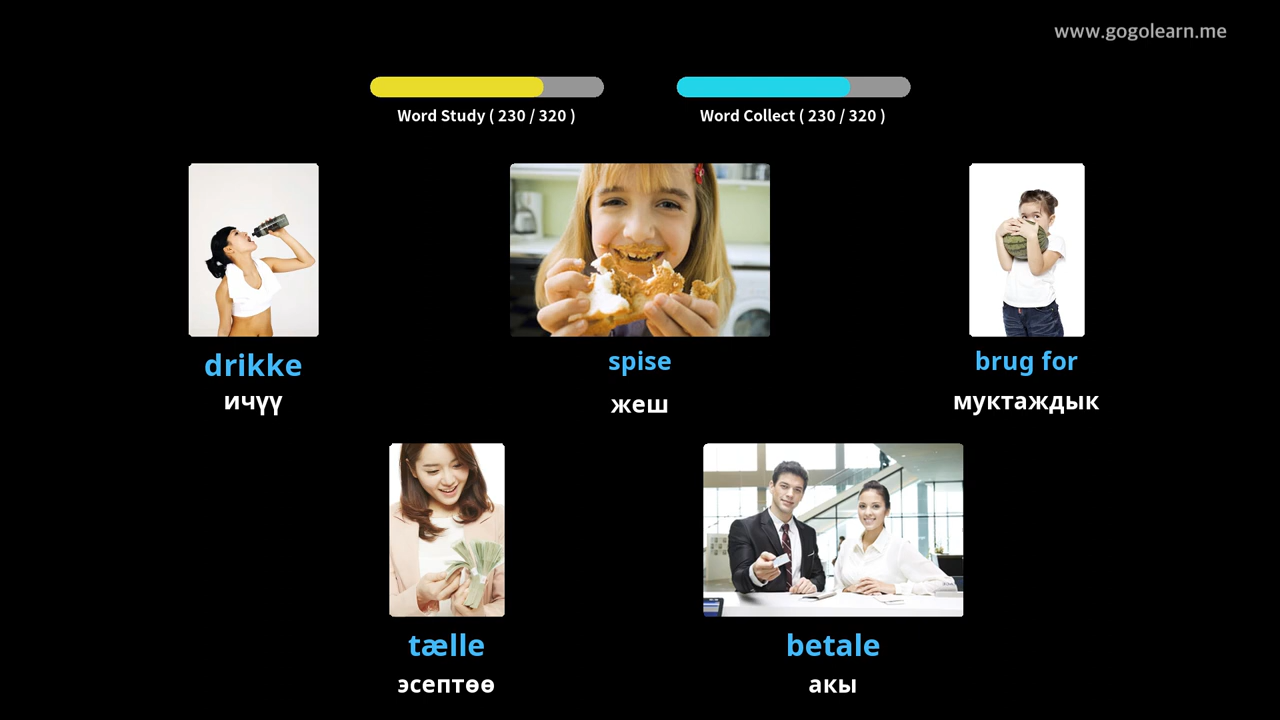 www.gogolearn.me
Word Study ( 230 / 320 )
Word Collect ( 230 / 320 )
drikke
ичүү
spise
жеш
brug for
муктаждык
tælle
эсептөө
betale
акы